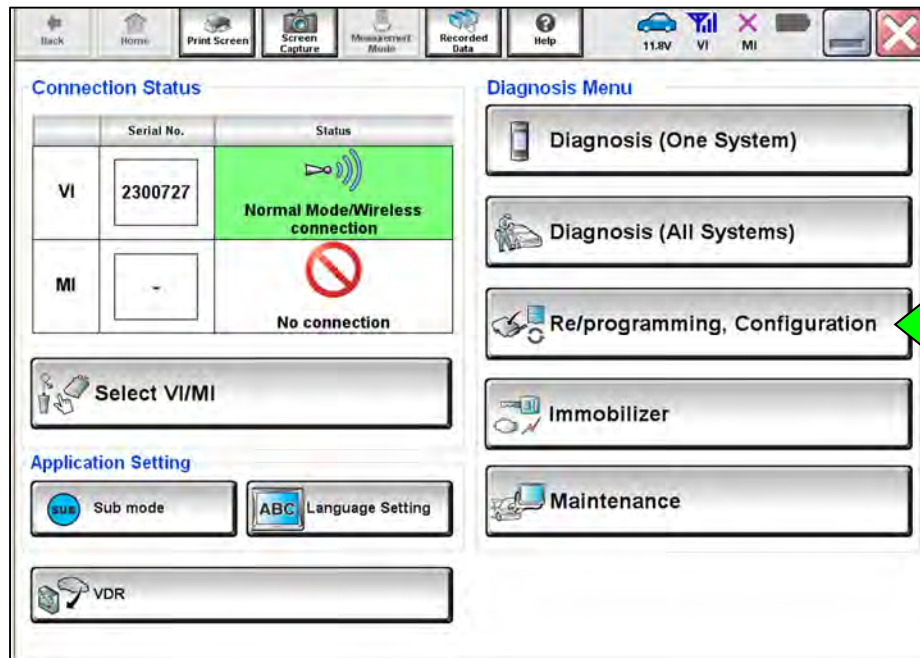 Back
Home
Print Screen
Screen
Capture
Measurement
Mode
Recorded
Data
Help
11.8V
VI
MI
Connection Status
Serial No.
Status
VI
2300727
Normal Mode/Wireless
connection
MI
-
No connection
Select VI/MI
Application Setting
SUB
Sub mode
ABC
Language Setting
VDR
Diagnosis Menu
Diagnosis (One System)
Diagnosis (All Systems)
Re/programming, Configuration
Immobilizer
Maintenance